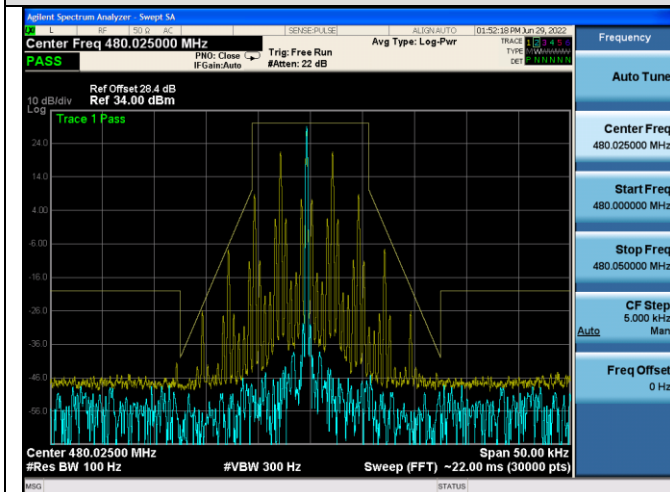 Agilent Spectrum Analyzer - Swept SA
L RF 50 Ω AC SENSE:PULSE ALIGN AUTO 01:52:18 PM Jun 29, 2022
Center Freq 480.025000 MHz
PASS
PNO: Close
IFGain:Auto
Trig: Free Run
#Atten: 22 dB
Avg Type: Log-Pwr
TRACE 1 2 3 4 5 6
TYPE
DET P N N N N N
Ref Offset 28.4 dB
10 dB/div Ref 34.00 dBm
Log
Trace 1 Pass
24.0
14.0
4.00
-6.00
-16.0
-26.0
-36.0
-46.0
-56.0
Center 480.02500 MHz
Span 50.00 kHz
#Res BW 100 Hz
#VBW 300 Hz
Sweep (FFT) ~22.00 ms (30000 pts)
MSG
STATUS
Frequency
Auto Tune
Center Freq
480.025000 MHz
Start Freq
480.000000 MHz
Stop Freq
480.050000 MHz
CF Step
5.000 kHz
Auto Man
Freq Offset
0 Hz